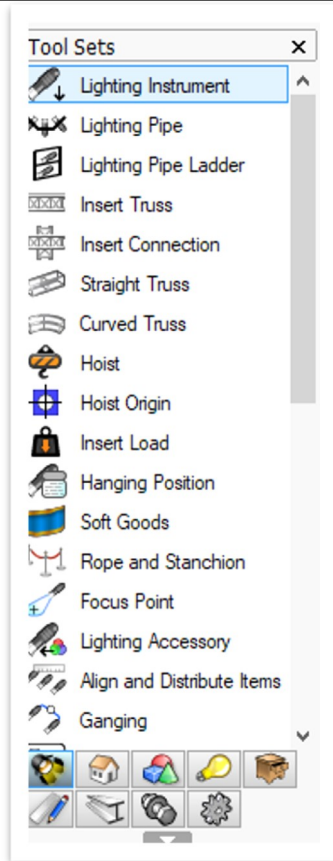 Tool Sets
Lighting Instrument
Lighting Pipe
Lighting Pipe Ladder
Insert Truss
Insert Connection
Straight Truss
Curved Truss
Hoist
Hoist Origin
Insert Load
Hanging Position
Soft Goods
Rope and Stanchion
Focus Point
Lighting Accessory
Align and Distribute Items
Ganging